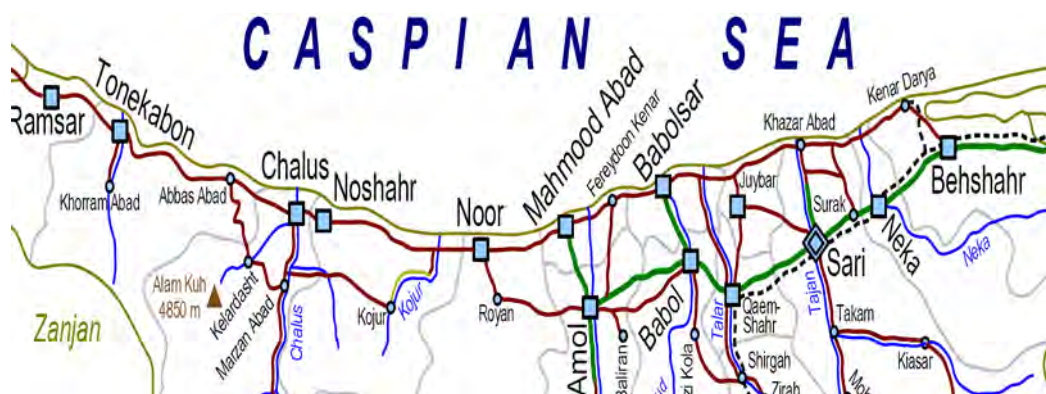 CASPIAN SEA
Ramsar
Tonekabon
Khorram Abad
Abbas Abad
Chalus
Noshahr
Noor
Mahmood Abad
Fereydoon Kenar
Babolsar
Khazar Abad
Kenar Darya
Juybar
Surak
Behshahr
Neka
Neka
Sari
Alam Kuh
4850 m
Kelardasht
Marzan Abad
Chalus
Kojur
Kojur
Royan
Amol
Baliran
Babol
Talar
Qaem-
Shahr
Tajan
Takam
Kiasar
Shirgah
Zirah
Zanjan